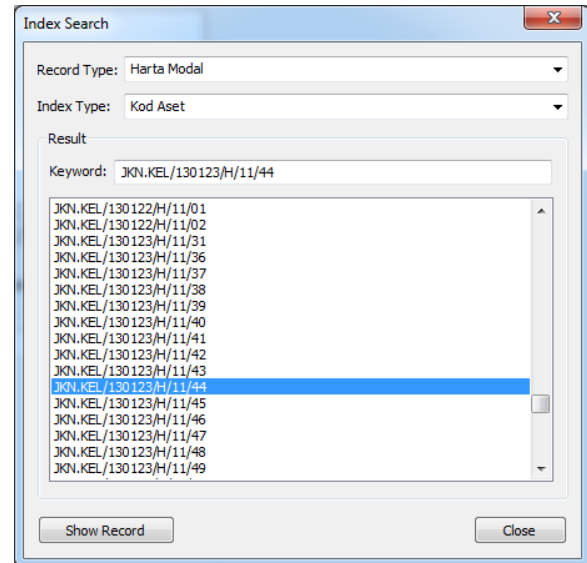 Index Search
Record Type: Harta Modal
Index Type: Kod Aset
Result
Keyword: JKN.KEL/130123/H/11/44
JKN.KEL/130122/H/11/01
JKN.KEL/130122/H/11/02
JKN.KEL/130123/H/11/31
JKN.KEL/130123/H/11/36
JKN.KEL/130123/H/11/37
JKN.KEL/130123/H/11/38
JKN.KEL/130123/H/11/39
JKN.KEL/130123/H/11/40
JKN.KEL/130123/H/11/41
JKN.KEL/130123/H/11/42
JKN.KEL/130123/H/11/43
JKN.KEL/130123/H/11/44
JKN.KEL/130123/H/11/45
JKN.KEL/130123/H/11/46
JKN.KEL/130123/H/11/47
JKN.KEL/130123/H/11/48
JKN.KEL/130123/H/11/49
Show Record Close